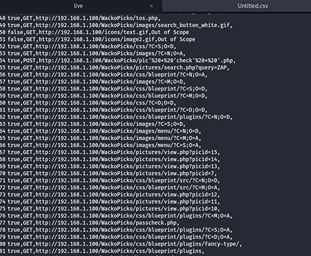 live
Untitled.csv
48 true,GET,http://192.168.1.100/WackoPicko/tos.php,
49 true,GET,http://192.168.1.100/WackoPicko/images/search_button_white.gif,
50 false,GET,http://192.168.1.100/icons/text.gif,Out of Scope
51 false,GET,http://192.168.1.100/icons/image2.gif,Out of Scope
52 true,GET,http://192.168.1.100/WackoPicko/css/?C=S;O=D,
53 true,GET,http://192.168.1.100/WackoPicko/css/?C=N;O=A,
54 true,POST,http://192.168.1.100/WackoPicko/pic'%20+%20'check'%20+%20'.php,
55 true,GET,http://192.168.1.100/WackoPicko/pictures/search.php?query=ZAP,
56 true,GET,http://192.168.1.100/WackoPicko/css/blueprint/?C=N;O=A,
57 true,GET,http://192.168.1.100/WackoPicko/css/blueprint/?C=S;O=D,
58 true,GET,http://192.168.1.100/WackoPicko/css/blueprint/?C=M;O=D,
59 true,GET,http://192.168.1.100/WackoPicko/css/?C=D;O=D,
60 true,GET,http://192.168.1.100/WackoPicko/css/blueprint/?C=D;O=D,
61 true,GET,http://192.168.1.100/WackoPicko/css/blueprint/plugins/?C=N;O=D,
62 true,GET,http://192.168.1.100/WackoPicko/images/?C=S;O=D,
63 true,GET,http://192.168.1.100/WackoPicko/images/menu/?C=N;O=D,
64 true,GET,http://192.168.1.100/WackoPicko/images/menu/?C=M;O=A,
65 true,GET,http://192.168.1.100/WackoPicko/images/menu/?C=S;O=A,
66 true,GET,http://192.168.1.100/WackoPicko/pictures/view.php?picid=15,
67 true,GET,http://192.168.1.100/WackoPicko/pictures/view.php?picid=14,
68 true,GET,http://192.168.1.100/WackoPicko/pictures/view.php?picid=13,
69 true,GET,http://192.168.1.100/WackoPicko/pictures/view.php?picid=7,
70 true,GET,http://192.168.1.100/WackoPicko/css/blueprint/src/?C=N;O=D,
71 true,GET,http://192.168.1.100/WackoPicko/css/blueprint/src/?C=M;O=A,
72 true,GET,http://192.168.1.100/WackoPicko/pictures/view.php?picid=12,
73 true,GET,http://192.168.1.100/WackoPicko/pictures/view.php?picid=11,
74 true,GET,http://192.168.1.100/WackoPicko/pictures/view.php?picid=10,
75 true,GET,http://192.168.1.100/WackoPicko/pictures/view.php?picid=8,
76 true,GET,http://192.168.1.100/WackoPicko/css/blueprint/plugins/?C=M;O=A,
77 true,GET,http://192.168.1.100/WackoPicko/passcheck.php,
78 true,GET,http://192.168.1.100/WackoPicko/css/blueprint/plugins/?C=S;O=A,
79 true,GET,http://192.168.1.100/WackoPicko/css/blueprint/plugins/?C=D;O=A,
80 true,GET,http://192.168.1.100/WackoPicko/css/blueprint/plugins/fancy-type/,
81 true,GET,http://192.168.1.100/WackoPicko/css/blueprint/plugins,